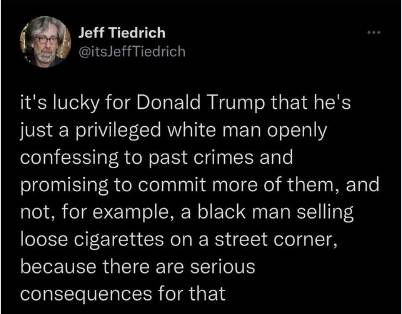 Jeff Tiedrich
@itsJeffTiedrich
it's lucky for Donald Trump that he's
just a privileged white man openly
confessing to past crimes and
promising to commit more of them, and
not, for example, a black man selling
loose cigarettes on a street corner,
because there are serious
consequences for that